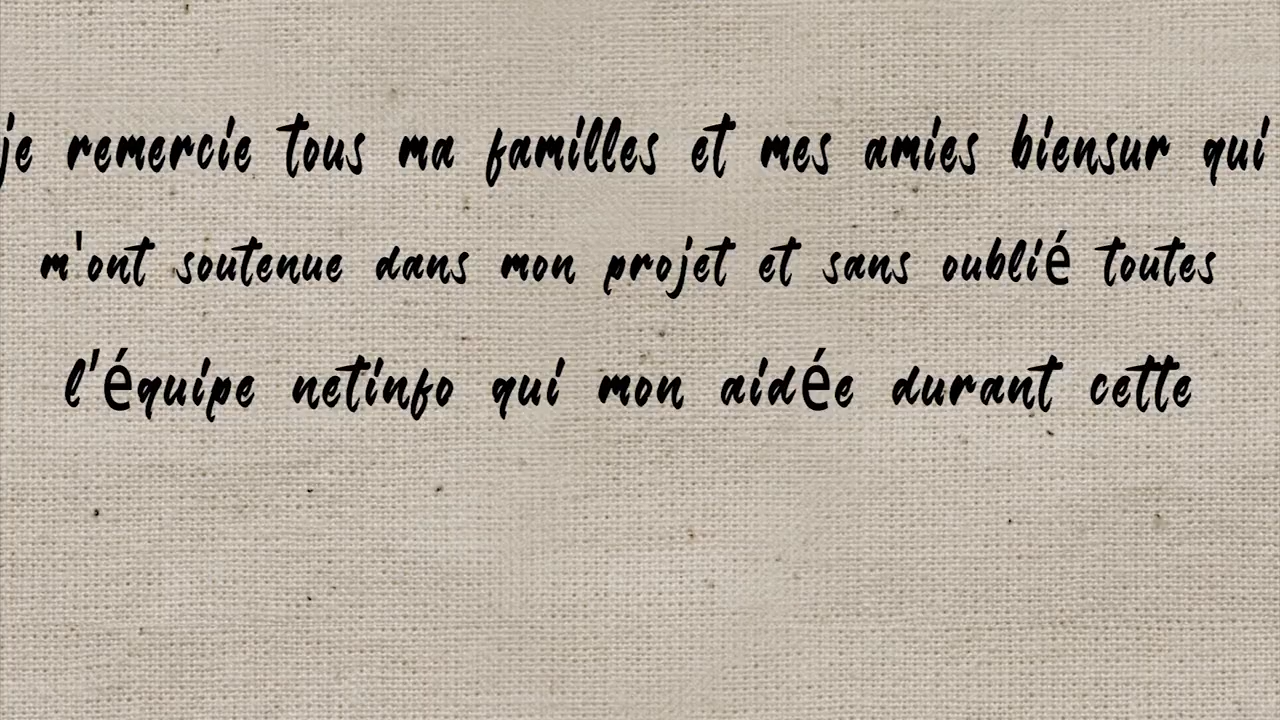 je remercie tous ma familles et mes amies biensur qui
m'ont soutenue dans mon projet et sans oublié toutes
l'équipe netinfo qui mon aidée durant cette